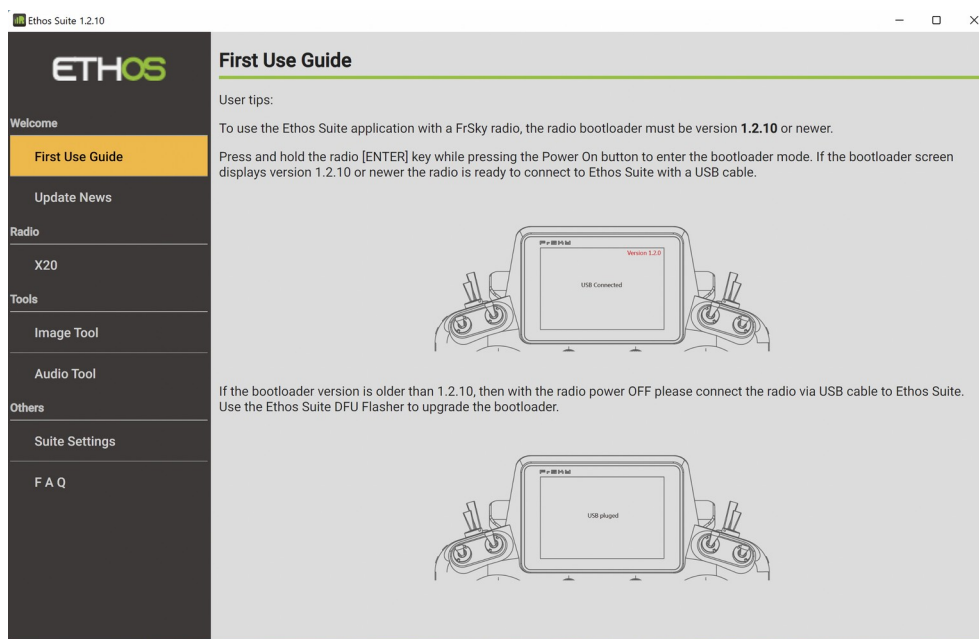 Ethos Suite 1.2.10
ETHOS
Welcome
First Use Guide
Update News
Radio
X20
Tools
Image Tool
Audio Tool
Others
Suite Settings
F A Q
First Use Guide
User tips:
To use the Ethos Suite application with a FrSky radio, the radio bootloader must be version 1.2.10 or newer.
Press and hold the radio [ENTER] key while pressing the Power On button to enter the bootloader mode. If the bootloader screen
displays version 1.2.10 or newer the radio is ready to connect to Ethos Suite with a USB cable.
FrSky
Version 1.2.0
USB Connected
If the bootloader version is older than 1.2.10, then with the radio power OFF please connect the radio via USB cable to Ethos Suite.
Use the Ethos Suite DFU Flasher to upgrade the bootloader.
FrSky
USB pluged